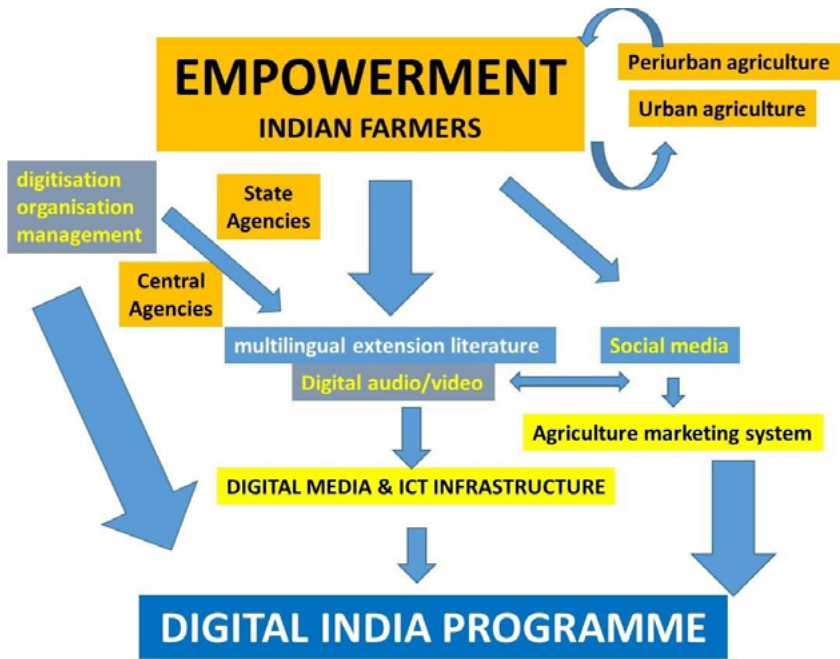 EMPOWERMENT
INDIAN FARMERS
Periurban agriculture
Urban agriculture
digitisation
organisation
management
State
Agencies
Central
Agencies
multilingual extension literature
Digital audio/video
Social media
Agriculture marketing system
DIGITAL MEDIA & ICT INFRASTRUCTURE
DIGITAL INDIA PROGRAMME